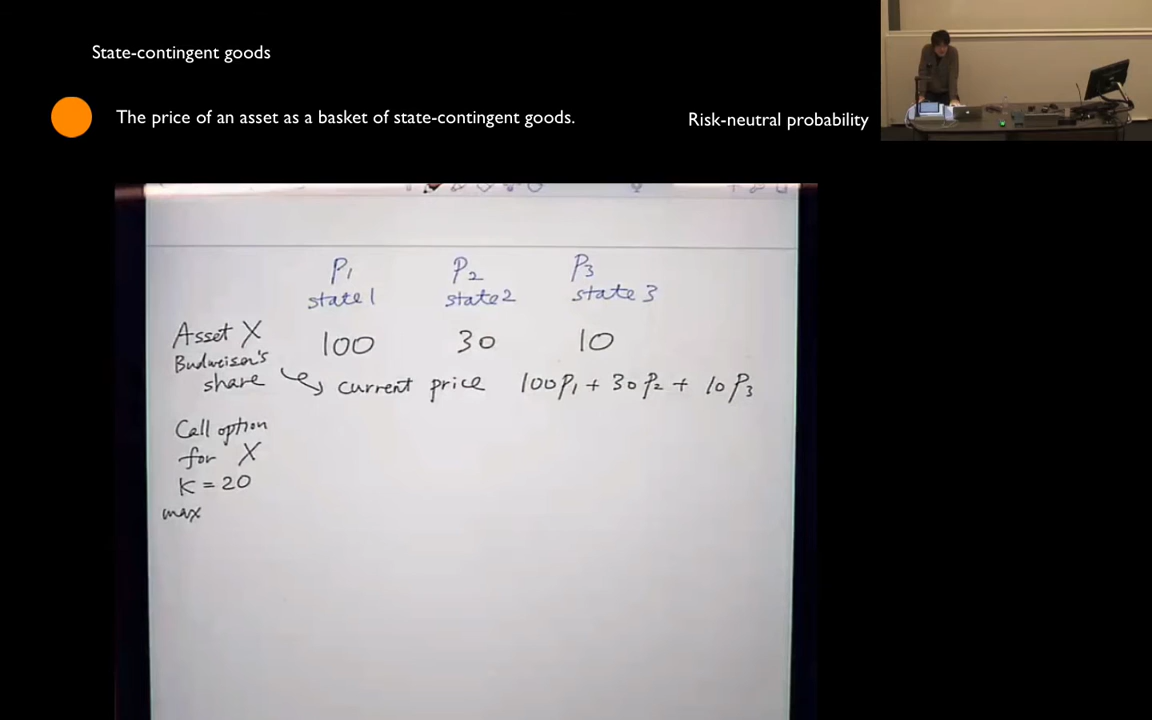 State-contingent goods
The price of an asset as a basket of state-contingent goods.
Risk-neutral probability
P₁ P₂ P₃
state 1 state 2 state 3
Asset X 100 30 10
Budweiser's
share current price 100P₁ + 30P₂ + 10P₃
Call option
for X
K = 20
max